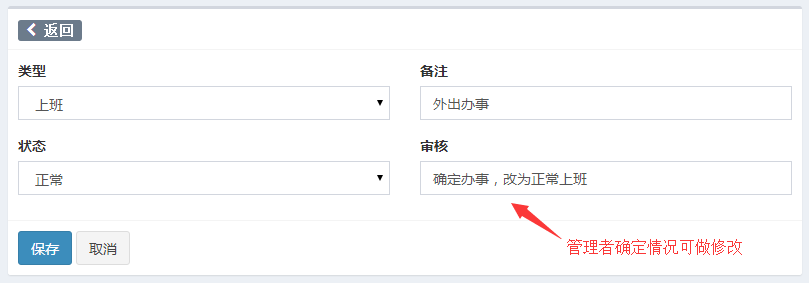 返回
类型
备注
上班
外出办事
状态
审核
正常
确定办事，改为正常上班
保存
取消
管理者确定情况可做修改